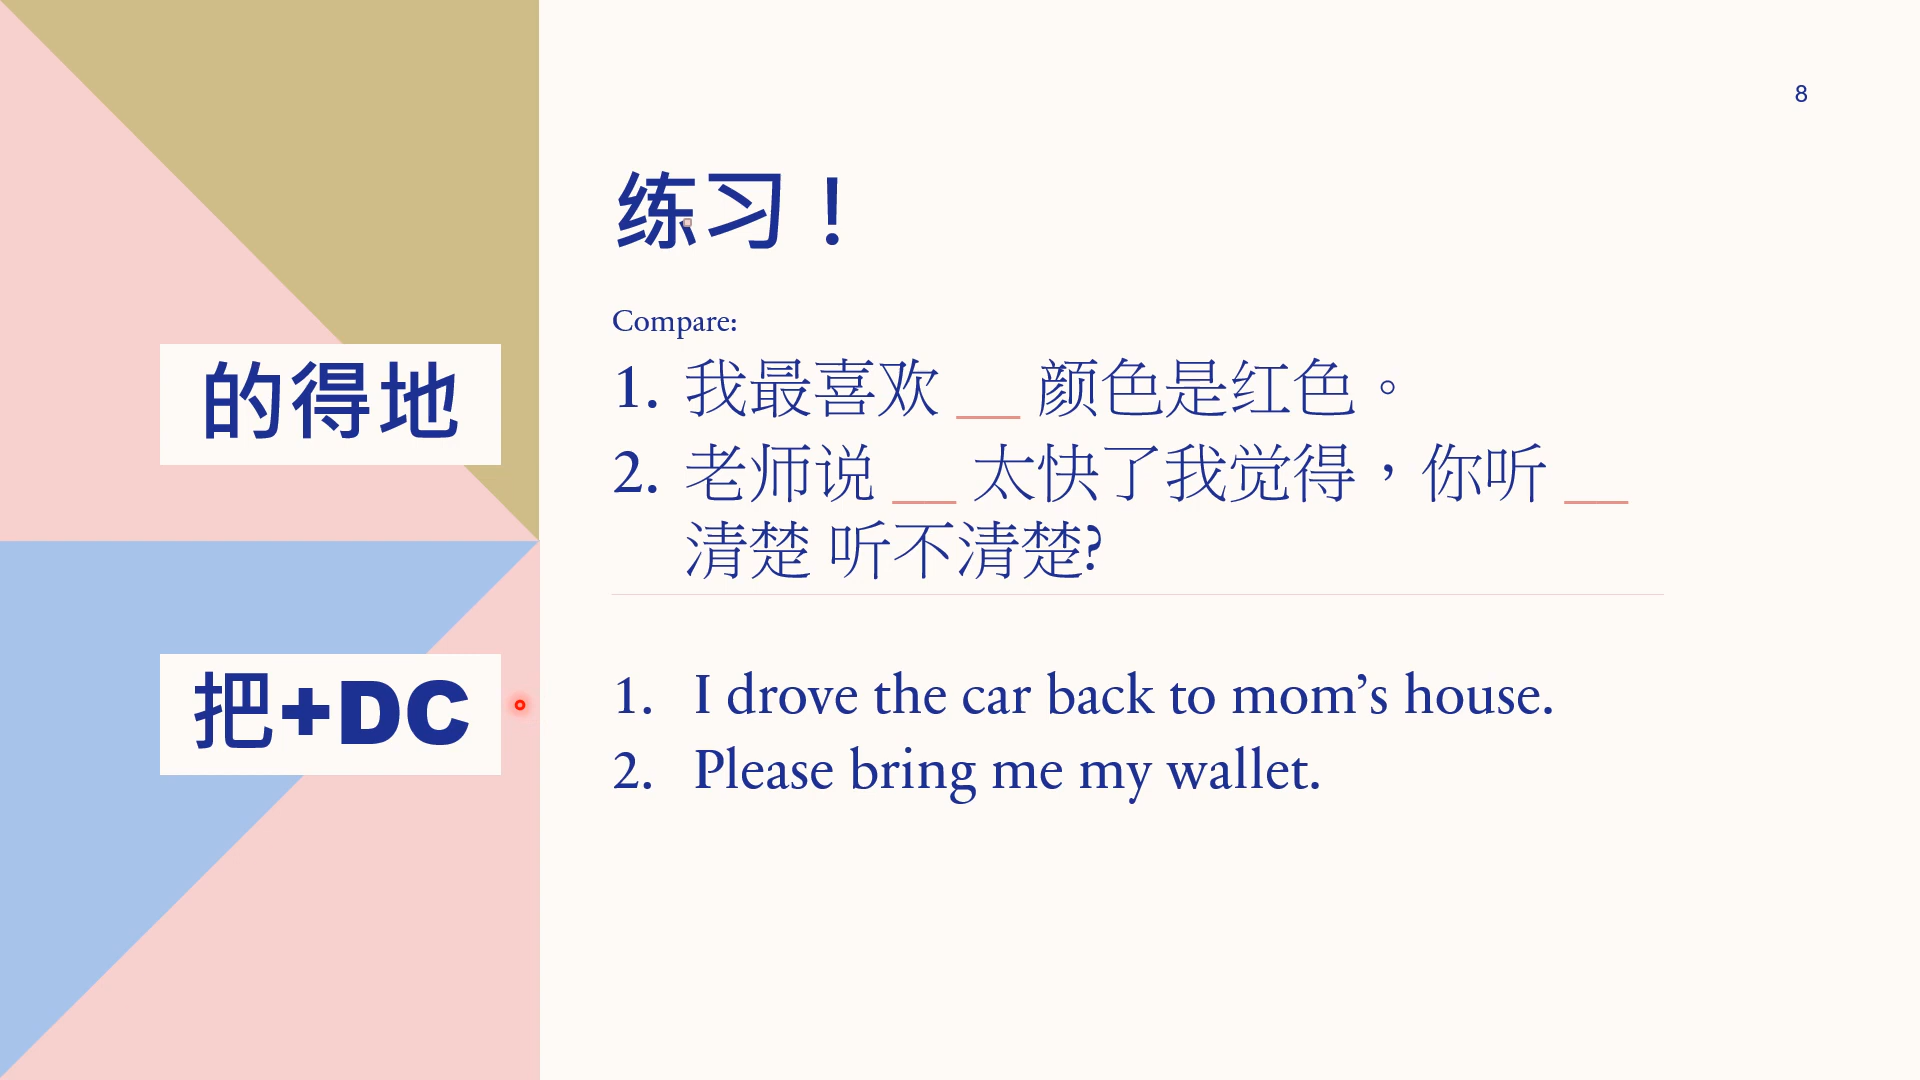 8
练习！
Compare:
的得地
1. 我最喜欢 __ 颜色是红色。
2. 老师说 __ 太快了我觉得，你听 __
清楚 听不清楚?
把+DC
1. I drove the car back to mom’s house.
2. Please bring me my wallet.